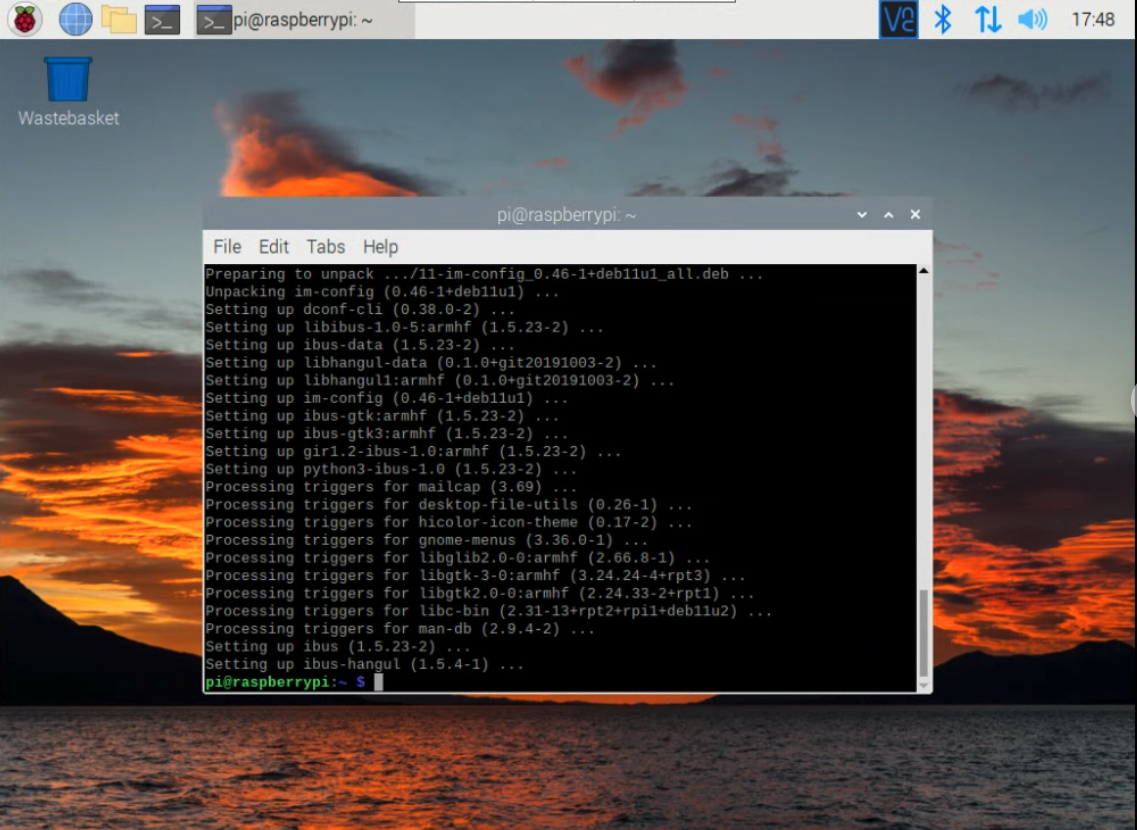 pi@raspberrypi: ~
17:48
Wastebasket
pi@raspberrypi: ~
File Edit Tabs Help
Preparing to unpack .../11-im-config_0.46-1+deb11u1_all.deb ...
Unpacking im-config (0.46-1+deb11u1) ...
Setting up dconf-cli (0.38.0-2) ...
Setting up libibus-1.0-5:armhf (1.5.23-2) ...
Setting up ibus-data (1.5.23-2) ...
Setting up libhangul-data (0.1.0+git20191003-2) ...
Setting up libhangul1:armhf (0.1.0+git20191003-2) ...
Setting up im-config (0.46-1+deb11u1) ...
Setting up ibus-gtk:armhf (1.5.23-2) ...
Setting up ibus-gtk3:armhf (1.5.23-2) ...
Setting up gir1.2-ibus-1.0:armhf (1.5.23-2) ...
Setting up python3-ibus-1.0 (1.5.23-2) ...
Processing triggers for mailcap (3.69) ...
Processing triggers for desktop-file-utils (0.26-1) ...
Processing triggers for hicolor-icon-theme (0.17-2) ...
Processing triggers for gnome-menus (3.36.0-1) ...
Processing triggers for libglib2.0-0:armhf (2.66.8-1) ...
Processing triggers for libgtk-3-0:armhf (3.24.24-4+rpt3) ...
Processing triggers for libgtk2.0-0:armhf (2.24.33-2+rpt1) ...
Processing triggers for libc-bin (2.31-13+rpt2+rpi1+deb11u2) ...
Processing triggers for man-db (2.9.4-2) ...
Setting up ibus (1.5.23-2) ...
Setting up ibus-hangul (1.5.4-1) ...
pi@raspberrypi:~ $